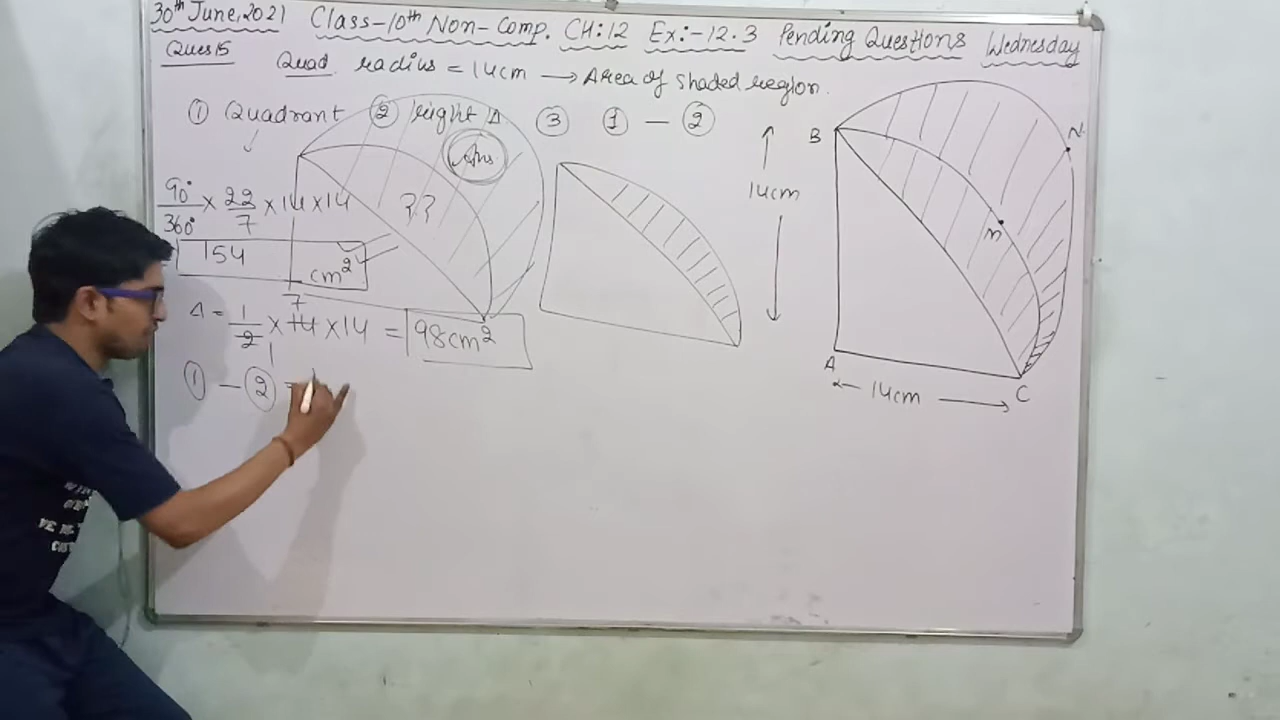 30th June, 2021 Class-10th Non-Comp. CH:12 Ex:-12.3 Pending Questions Wednesday
Ques 15
Quad. radius = 14cm → Area of shaded region.
① Quadrant ② right Δ ③ ① - ②
Ans.
90°/360° × 22/7 × 14 × 14
??
154 cm²
Δ = 1/2 × 14 × 14 = 98cm²
7
1
① - ② =
B
N
14cm
m
A
C
14cm